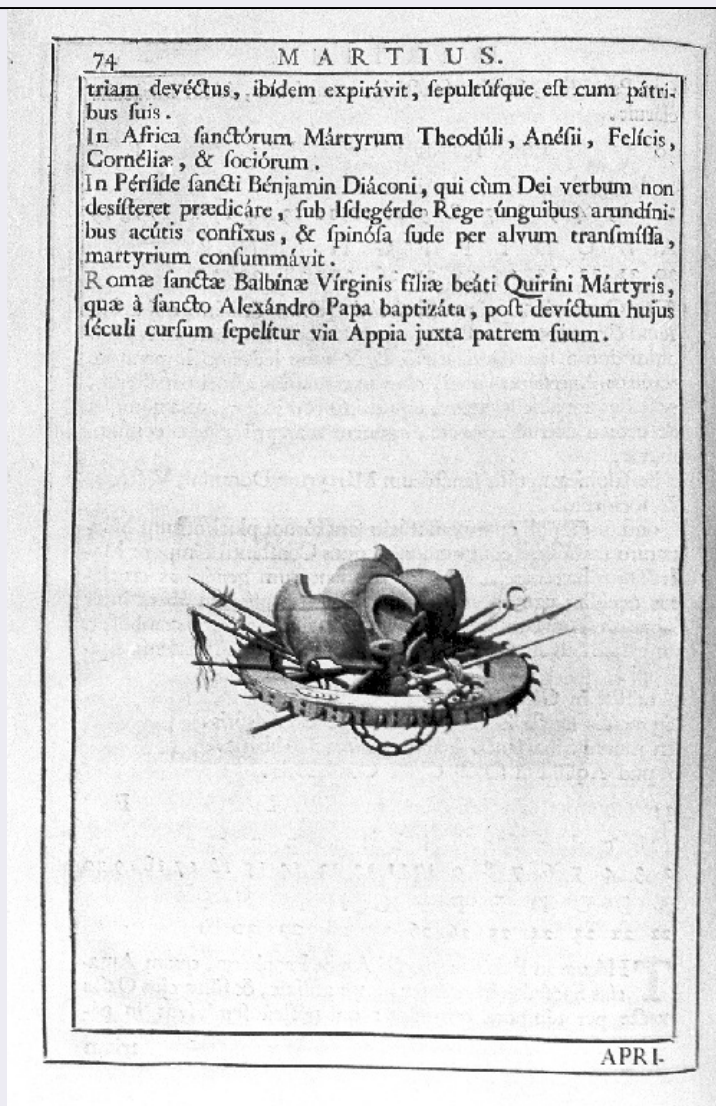 74 MARTIUS.
triam devéctus, ibídem expirávit, ſepultúſque eſt cum pátri-
bus ſuis.
In Africa ſanctórum Mártyrum Theodúli, Anéſii, Felícis,
Cornéliæ, & ſociórum.
In Pérſide ſancti Bénjamin Diáconi, qui cùm Dei verbum non
desíſteret prædicáre, ſub Iſdegérde Rege únguibus arundíni-
bus acútis confixus, & ſpinóſa ſude per alvum tranſmíſſa,
martyrium conſummávit.
Romæ ſanctæ Balbínæ Vírginis fíliæ beáti Quiríni Mártyris,
quæ à ſancto Alexándro Papa baptizáta, poſt devíctum hujus
ſéculi curſum ſepelítur via Appia juxta patrem ſuum.
APRI-